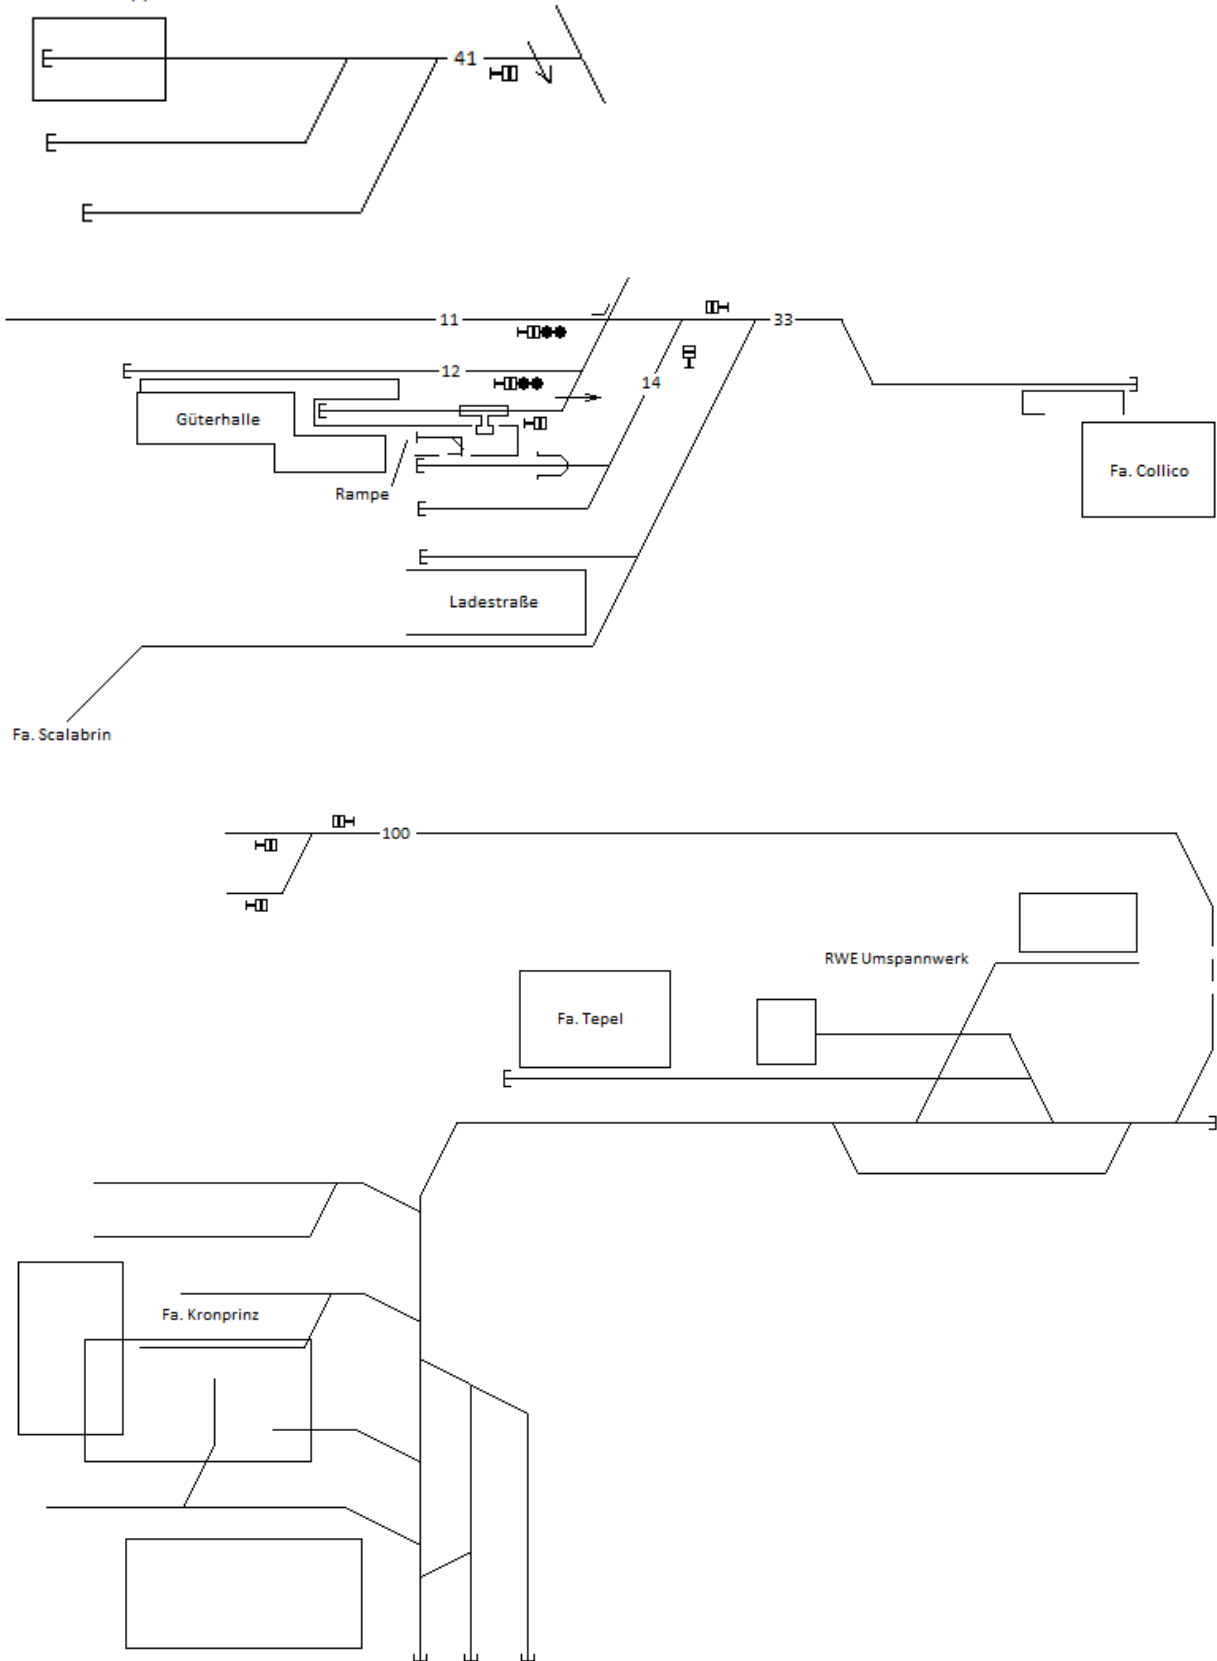 41
11
33
12
14
Güterhalle
Fa. Collico
Rampe
Ladestraße
Fa. Scalabrin
100
RWE Umspannwerk
Fa. Tepel
Fa. Kronprinz